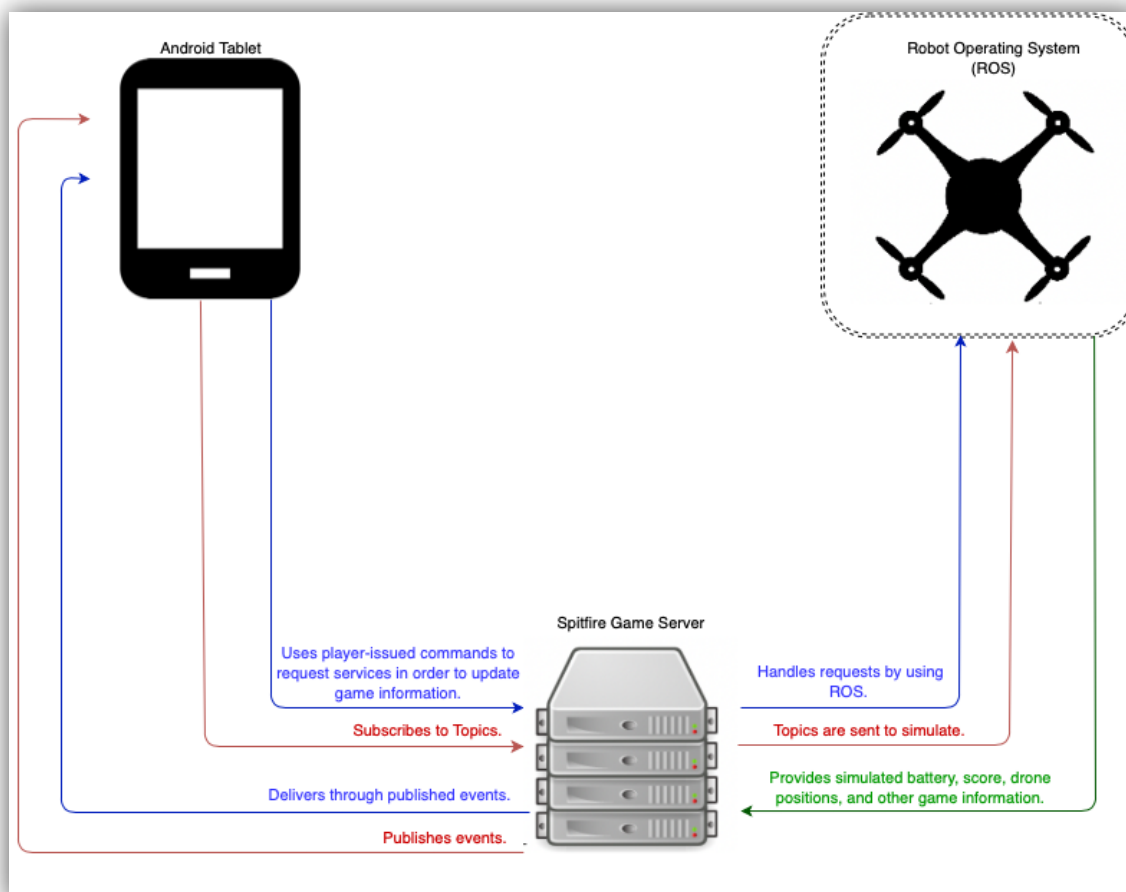 Android Tablet
Robot Operating System
(ROS)
Spitfire Game Server
Uses player-issued commands to
request services in order to update
game information.
Subscribes to Topics.
Delivers through published events.
Publishes events.
Handles requests by using
ROS.
Topics are sent to simulate.
Provides simulated battery, score, drone
positions, and other game information.